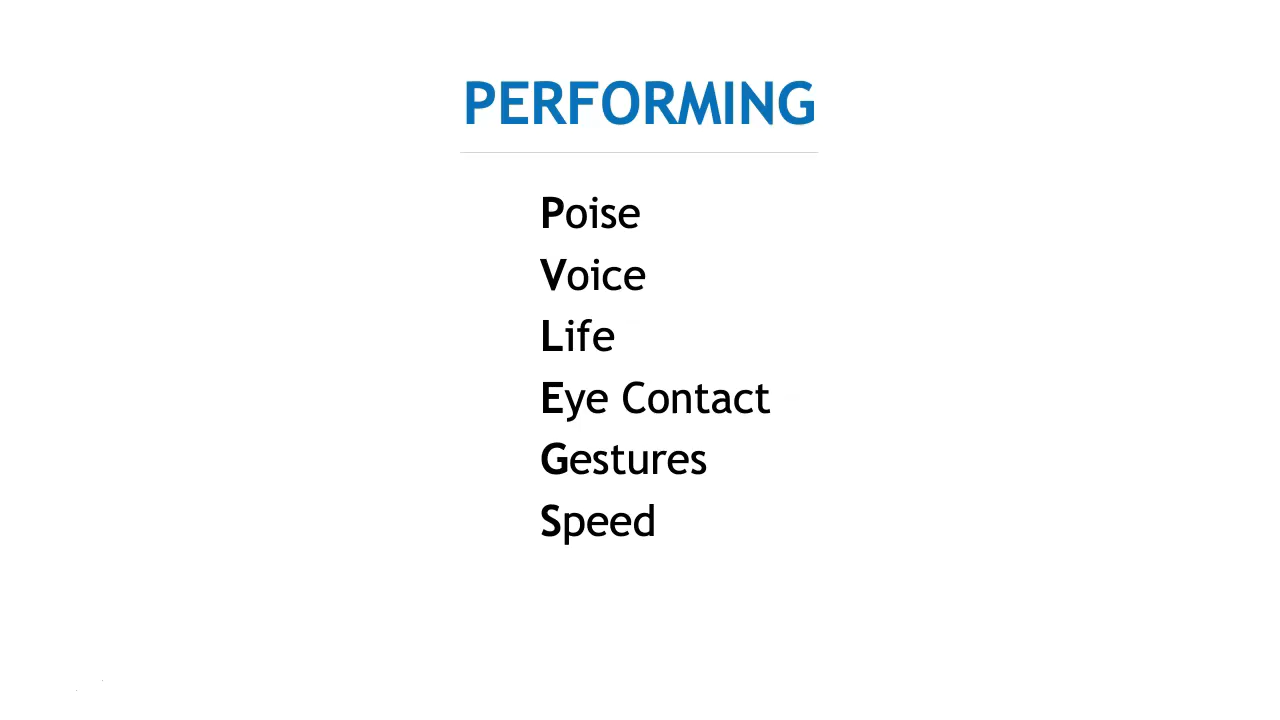 PERFORMING
Poise
Voice
Life
Eye Contact
Gestures
Speed